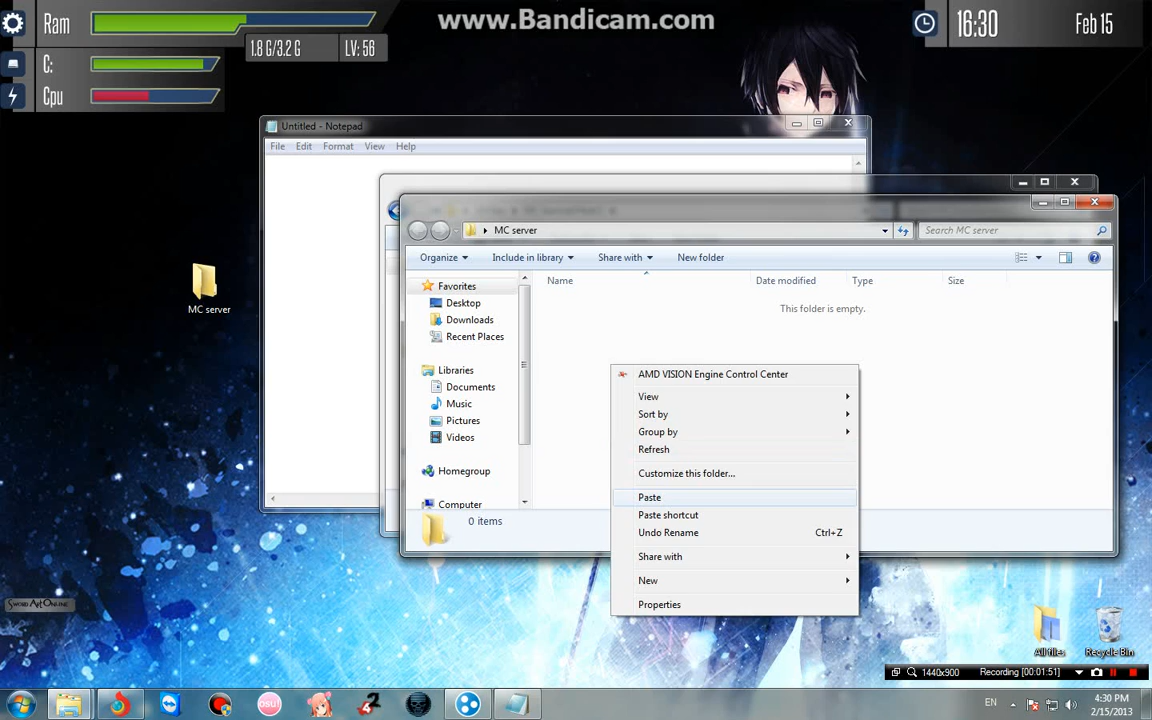 www.Bandicam.com
Ram
1.8 G/3.2 G
LV: 56
C:
Cpu
16:30
Feb 15
Untitled - Notepad
File Edit Format View Help
MC server
MC server
Search MC server
Organize
Include in library
Share with
New folder
Favorites
Desktop
Downloads
Recent Places
Libraries
Documents
Music
Pictures
Videos
Homegroup
Computer
Name
Date modified
Type
Size
This folder is empty.
0 items
AMD VISION Engine Control Center
View
Sort by
Group by
Refresh
Customize this folder...
Paste
Paste shortcut
Undo Rename Ctrl+Z
Share with
New
Properties
Sword Art Online
All files
Recycle Bin
1440x900
Recording [00:01:51]
osu!
EN
4:30 PM
2/15/2013